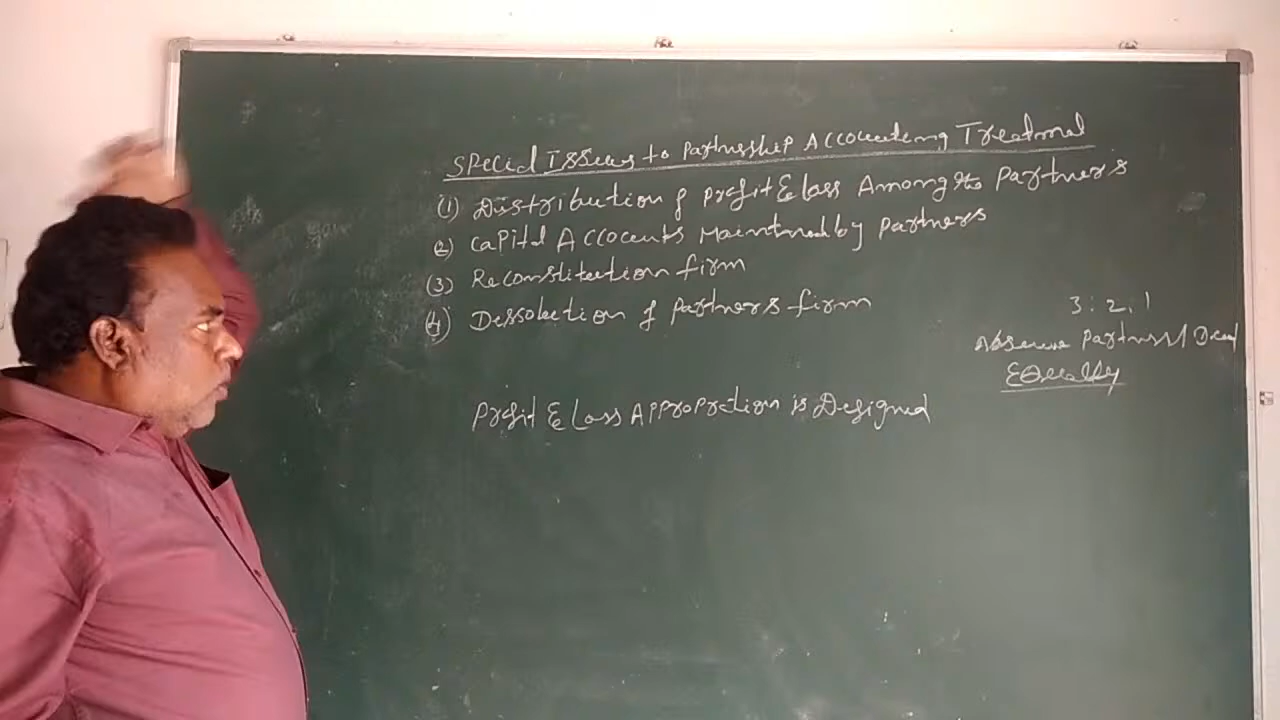 Special Issues to Partnership Accounting Treatment
(1) Distribution of Profit & Loss Among the Partners
(2) Capital Accounts Maintained by Partners
(3) Reconstitution firm
(4) Dessolution of Partners firm
3:2,1
Absence Partners/Deed
Equally
Profit & Loss Appropration is Designed